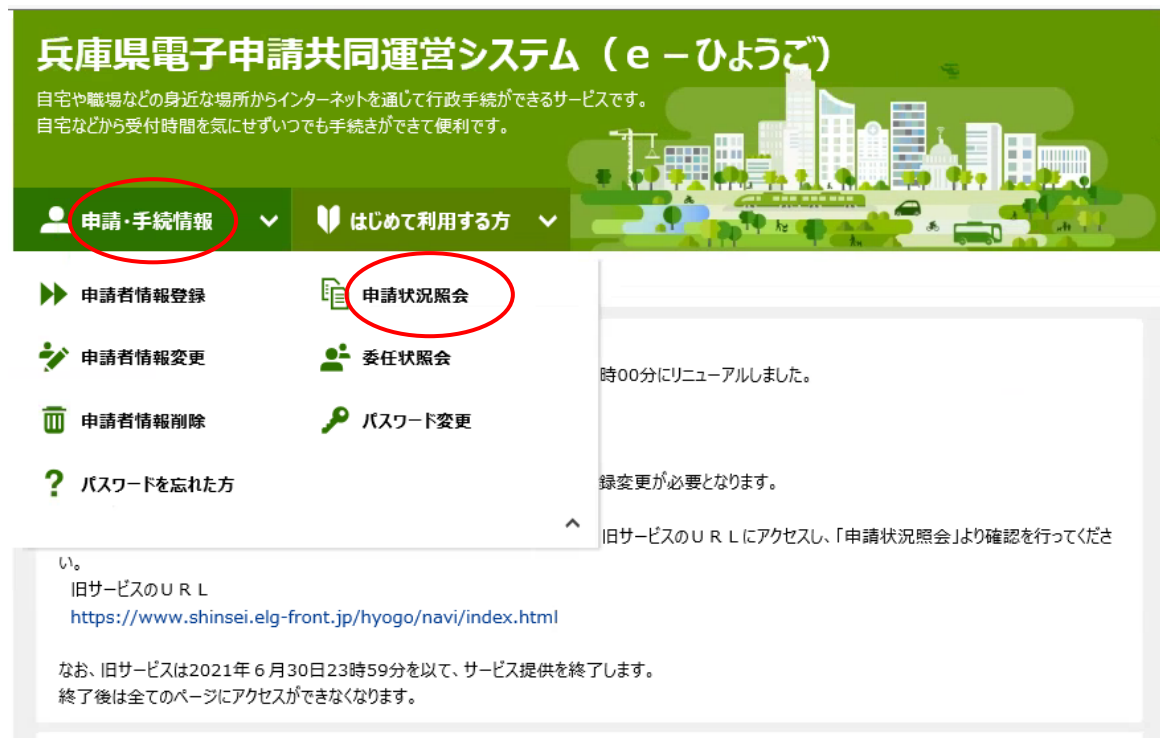 兵庫県電子申請共同運営システム（e－ひょうご）
自宅や職場などの身近な場所からインターネットを通じて行政手続ができるサービスです。
自宅などから受付時間を気にせずいつでも手続きができて便利です。
申請・手続情報
はじめて利用する方
申請者情報登録
申請状況照会
申請者情報変更
委任状照会
時00分にリニューアルしました。
申請者情報削除
パスワード変更
パスワードを忘れた方
録変更が必要となります。
旧サービスのＵＲＬにアクセスし、「申請状況照会」より確認を行ってくださ
い。
旧サービスのＵＲＬ
https://www.shinsei.elg-front.jp/hyogo/navi/index.html
なお、旧サービスは2021年６月30日23時59分を以て、サービス提供を終了します。
終了後は全てのページにアクセスができなくなります。